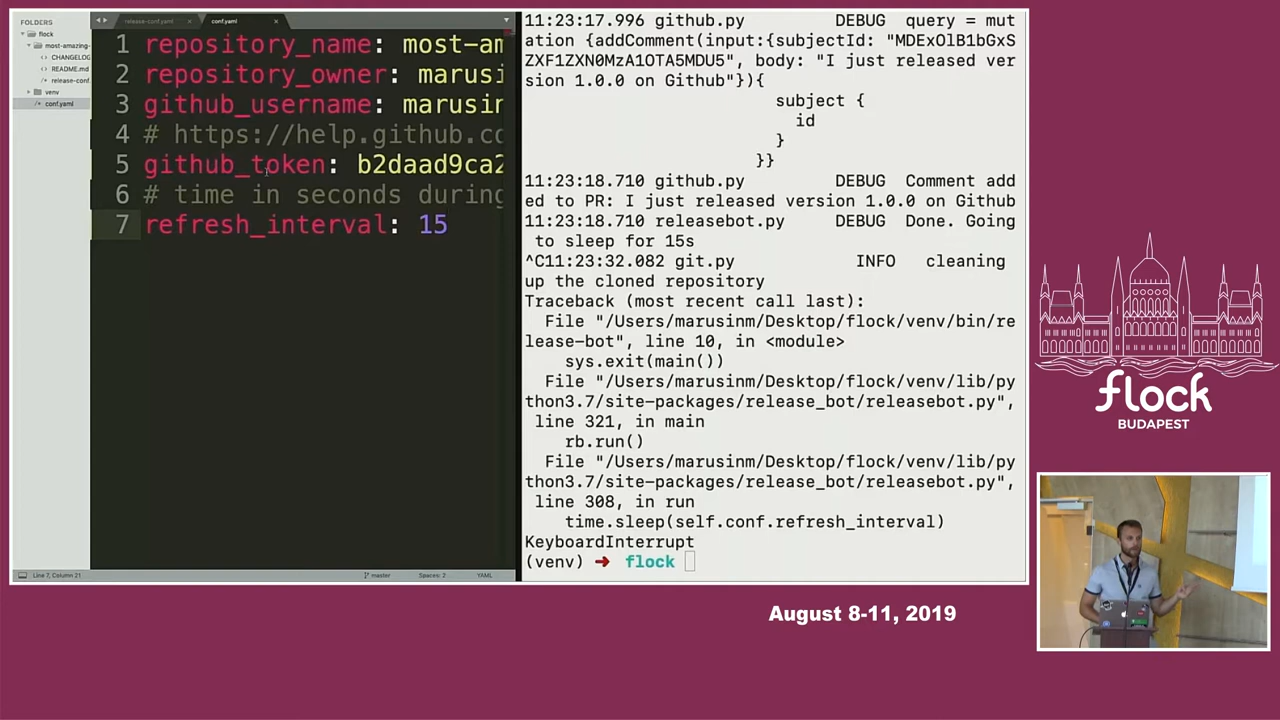 FOLDERS
flock
most-amazing-
CHANGELOG
README.md
release-conf.
venv
conf.yaml
release-conf.yaml
conf.yaml
1 repository_name: most-am
2 repository_owner: marusi
3 github_username: marusin
4 # https://help.github.co
5 github_token: b2daad9ca2
6 # time in seconds during
7 refresh_interval: 15
Line 7, Column 21
master
Spaces: 2
YAML
11:23:17.996 github.py DEBUG query = mut
ation {addComment(input:{subjectId: "MDExOlB1bGxS
ZXF1ZXN0MzA1OTA5MDU5", body: "I just released ver
sion 1.0.0 on Github"}){
subject {
id
}
}}
11:23:18.710 github.py DEBUG Comment add
ed to PR: I just released version 1.0.0 on Github
11:23:18.710 releasebot.py DEBUG Done. Going
to sleep for 15s
^C11:23:32.082 git.py INFO cleaning
up the cloned repository
Traceback (most recent call last):
File "/Users/marusinm/Desktop/flock/venv/bin/re
lease-bot", line 10, in <module>
sys.exit(main())
File "/Users/marusinm/Desktop/flock/venv/lib/py
thon3.7/site-packages/release_bot/releasebot.py",
line 321, in main
rb.run()
File "/Users/marusinm/Desktop/flock/venv/lib/py
thon3.7/site-packages/release_bot/releasebot.py",
line 308, in run
time.sleep(self.conf.refresh_interval)
KeyboardInterrupt
(venv) ➜ flock
flock
BUDAPEST
August 8-11, 2019